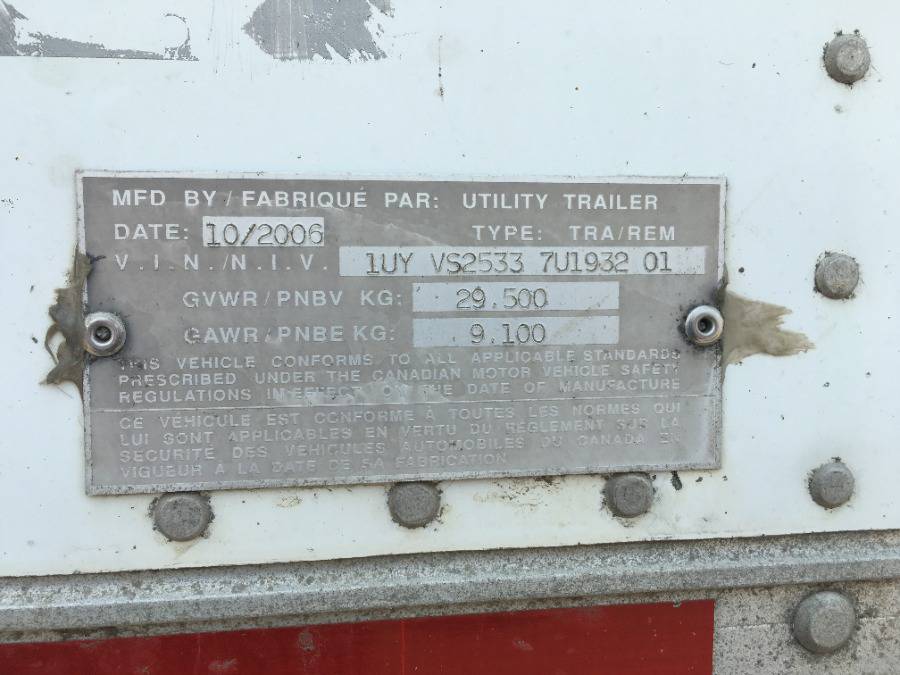 MFD BY/FABRIQUÉ PAR: UTILITY TRAILER
DATE: 10/2006 TYPE: TRA/REM
V.I.N./N.I.V. 1UY VS2533 7U1932 01
GVWR/PNBV KG: 29.500
GAWR/PNBE KG: 9.100
THIS VEHICLE CONFORMS TO ALL APPLICABLE STANDARDS
PRESCRIBED UNDER THE CANADIAN MOTOR VEHICLE SAFETY
REGULATIONS IN EFFECT ON THE DATE OF MANUFACTURE
CE VÉHICULE EST CONFORME À TOUTES LES NORMES QUI
LUI SONT APPLICABLES EN VERTU DU RÈGLEMENT SUR LA
SÉCURITÉ DES VÉHICULES AUTOMOBILES DU CANADA EN
VIGUEUR À LA DATE DE SA FABRICATION